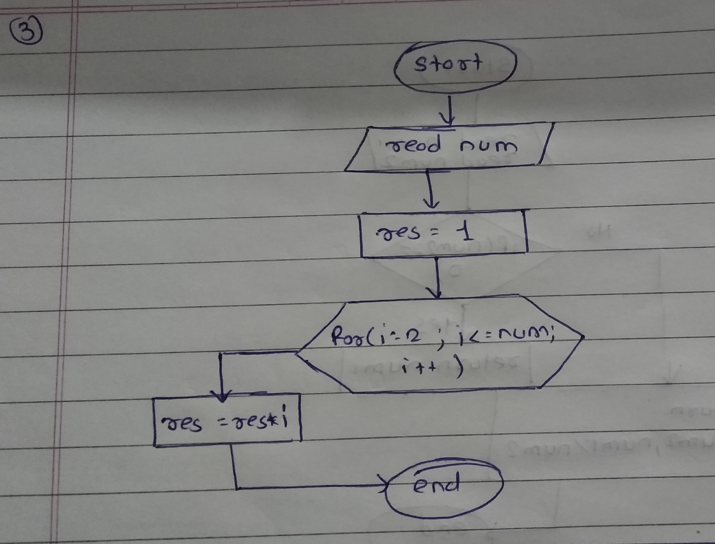 3
start
read num
res = 1
for(i=2 ; i<=num;
i++ )
res = res*i
end